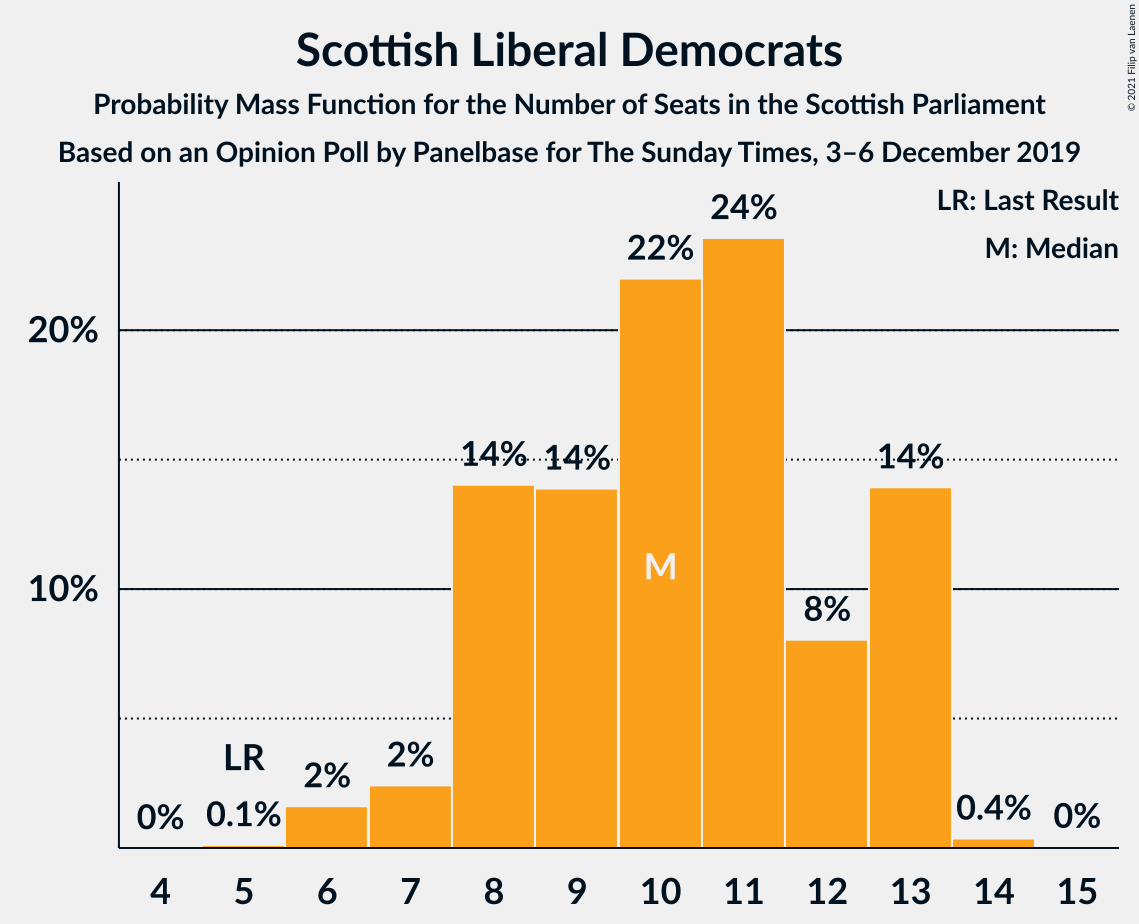 Scottish Liberal Democrats
Probability Mass Function for the Number of Seats in the Scottish Parliament
Based on an Opinion Poll by Panelbase for The Sunday Times, 3–6 December 2019
© 2021 Filip van Laenen
LR: Last Result
M: Median
20%
10%
0%
0.1%
LR
2%
2%
14%
14%
22%
M
24%
8%
14%
0.4%
0%
4 5 6 7 8 9 10 11 12 13 14 15